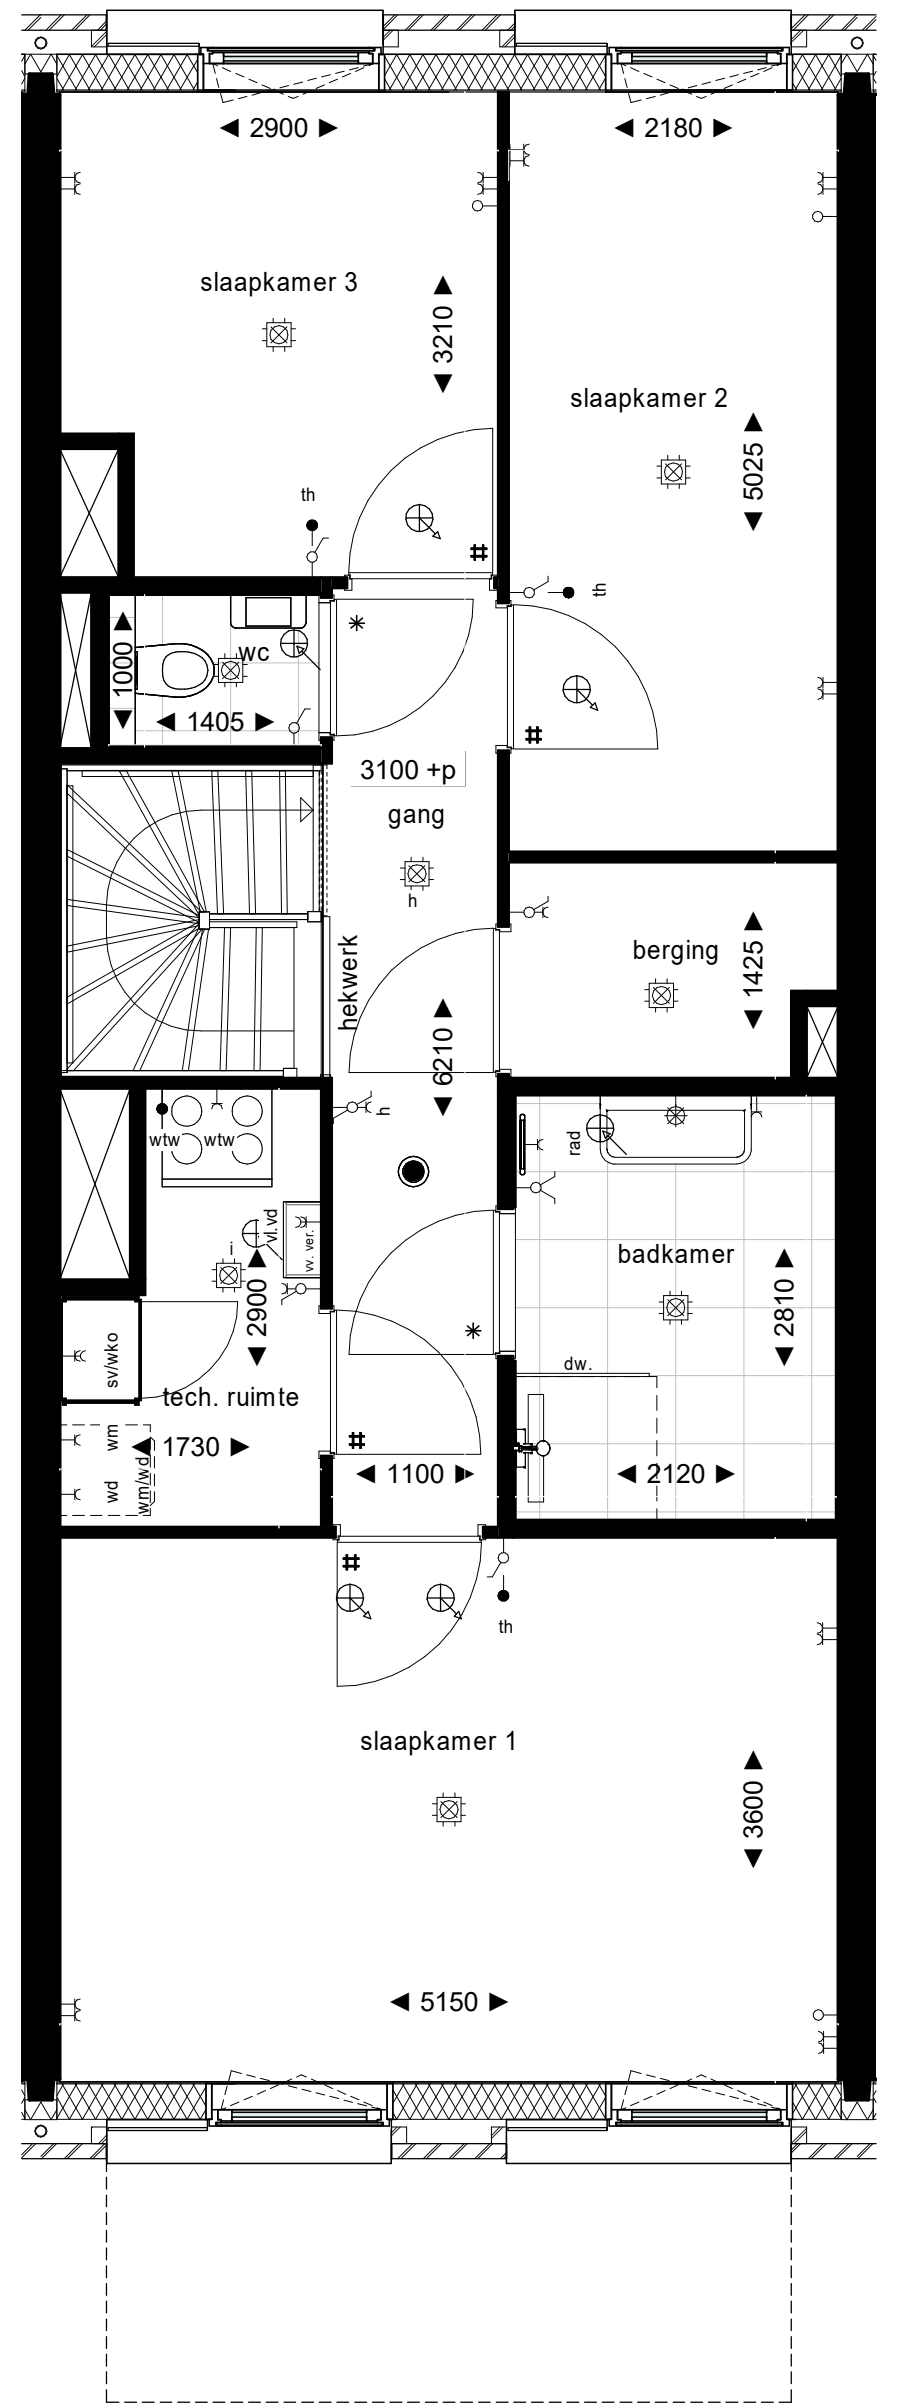 2900
2180
slaapkamer 3
3210
slaapkamer 2
5025
th
th
wc
1000
1405
3100 +p
gang
h
hekwerk
berging
1425
6210
h
wtw
wtw
rad
vl.vd
vv. ver.
i
badkamer
2900
2810
sv/wko
dw.
tech. ruimte
wm
1730
wd
wm/wd
1100
2120
th
slaapkamer 1
3600
5150